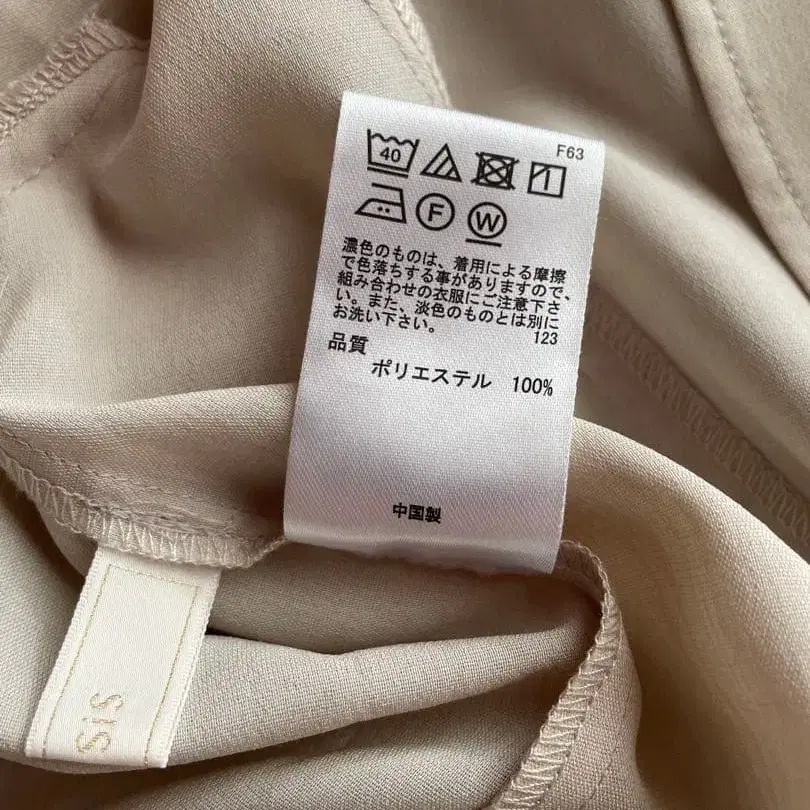 F63
40
F
W
濃色のものは、着用による摩擦
で色落ちする事がありますので、
組み合わせの衣服にご注意下さ
い。また、淡色のものとは別に
お洗い下さい。 123
品質
ポリエステル 100%
中国製
Sis